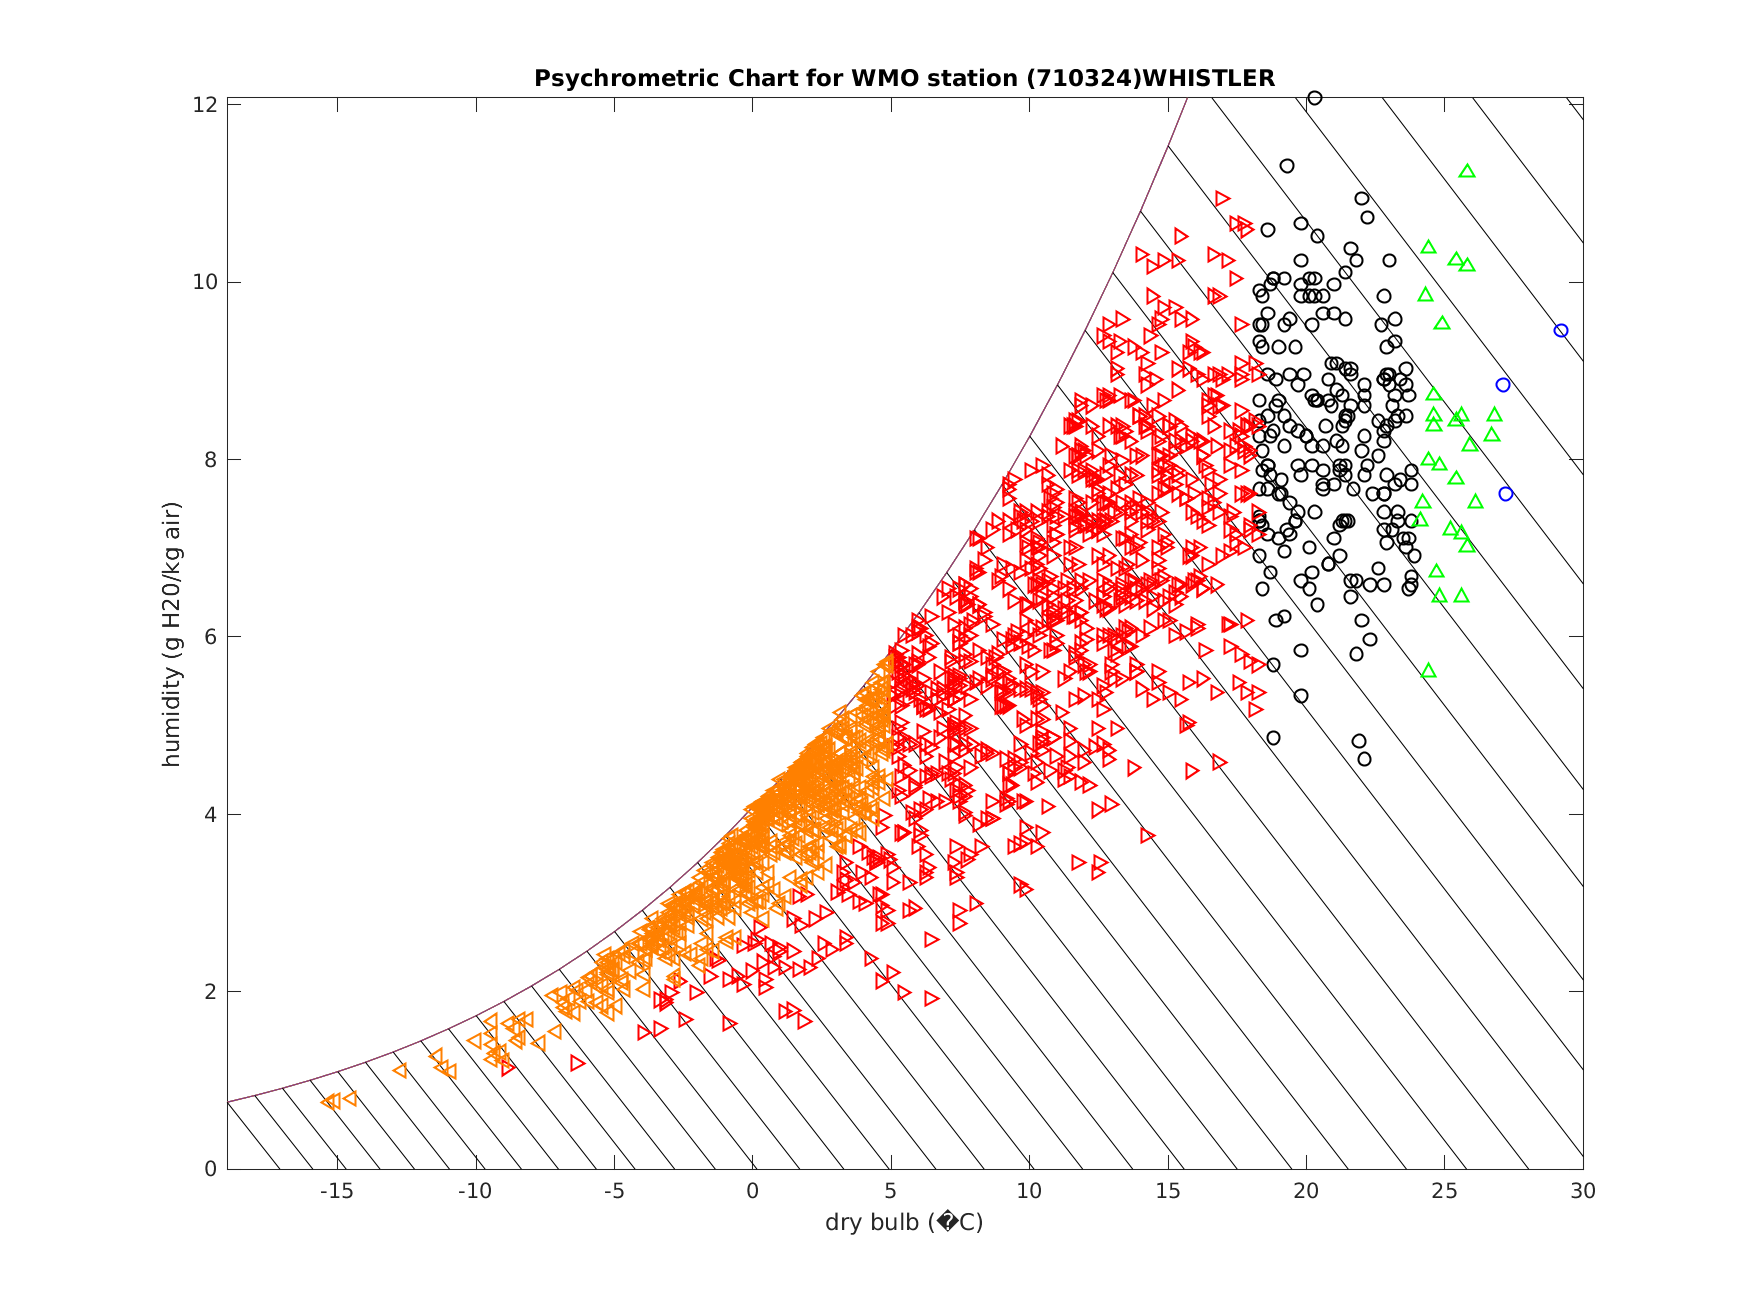 Psychrometric Chart for WMO station (710324)WHISTLER
12
10
8
6
4
2
0
humidity (g H20/kg air)
-15 -10 -5 0 5 10 15 20 25 30
dry bulb (�C)